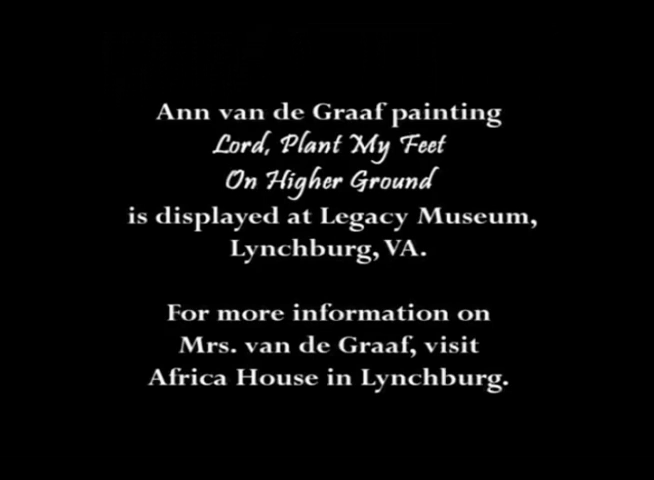 Ann van de Graaf painting
Lord, Plant My Feet
On Higher Ground
is displayed at Legacy Museum,
Lynchburg, VA.
For more information on
Mrs. van de Graaf, visit
Africa House in Lynchburg.